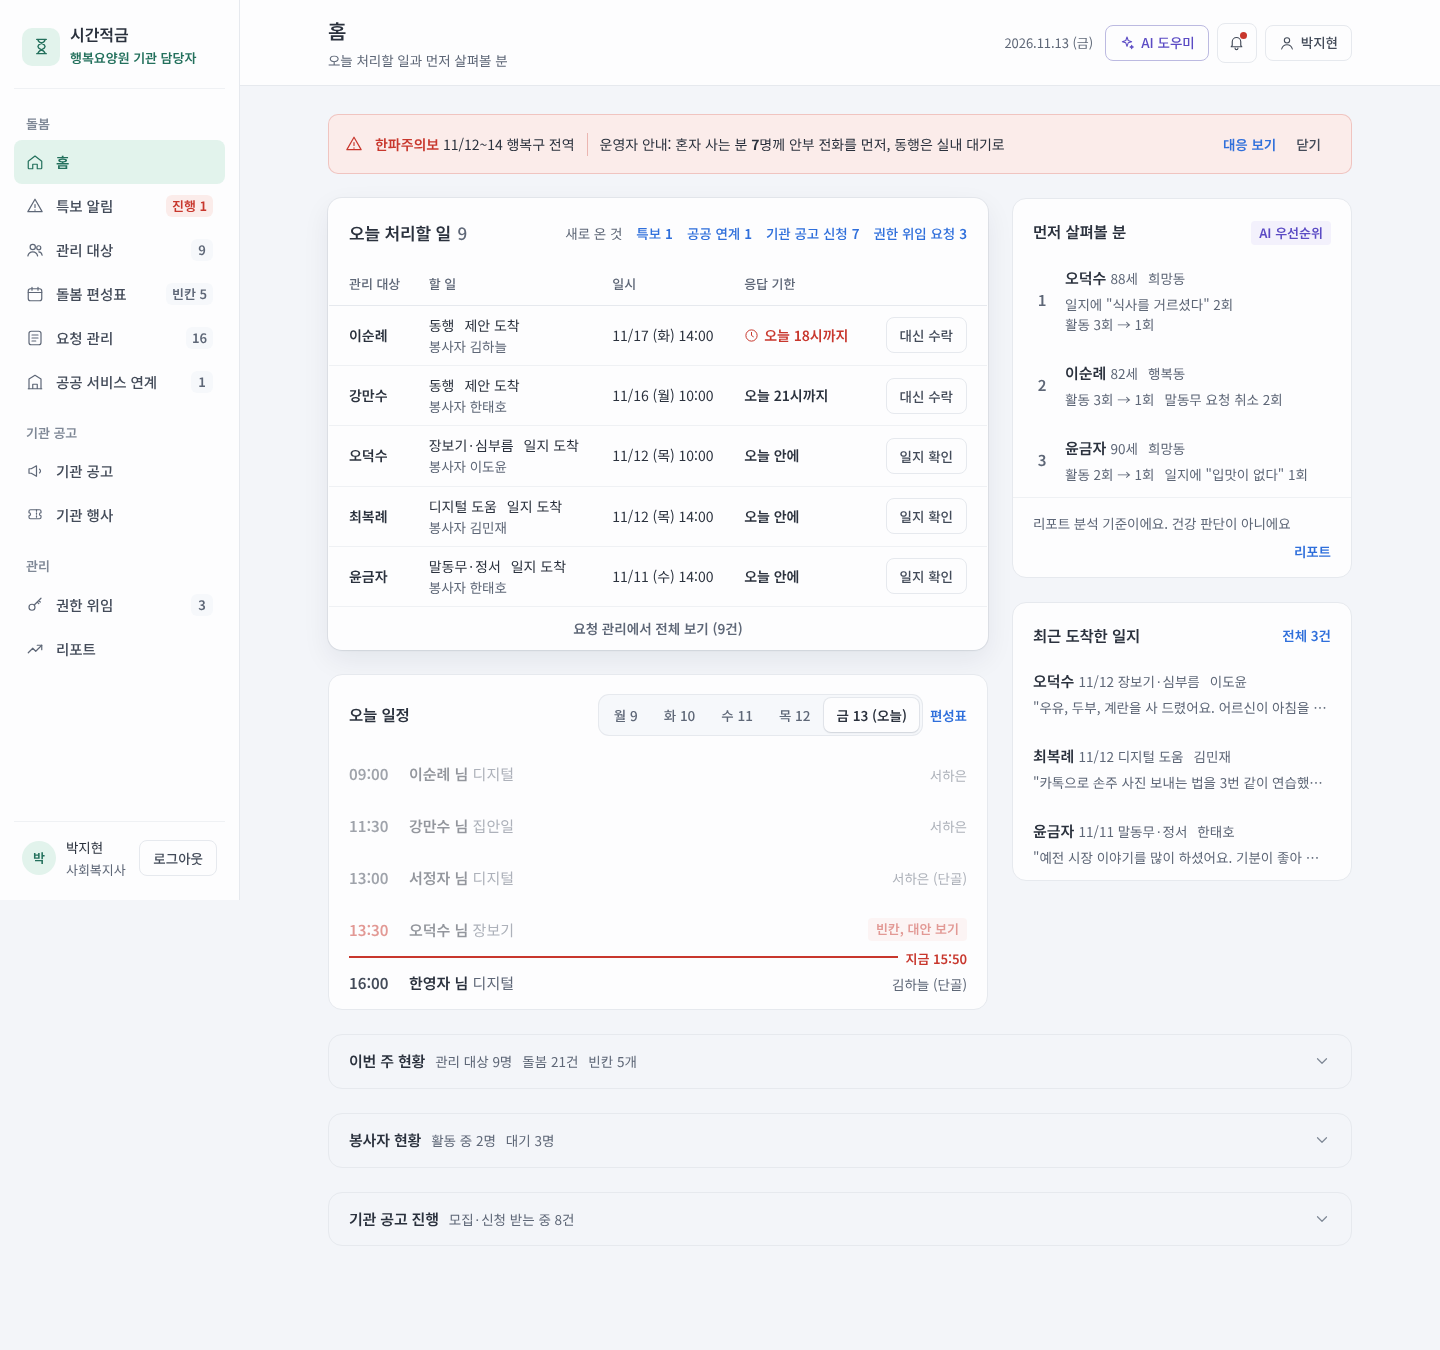 시간적금
행복요양원 기관 담당자
돌봄
홈
특보 알림 진행 1
관리 대상 9
돌봄 편성표 빈칸 5
요청 관리 16
공공 서비스 연계 1
기관 공고
기관 공고
기관 행사
관리
권한 위임 3
리포트
박 박지현
사회복지사
로그아웃
홈
오늘 처리할 일과 먼저 살펴볼 분
2026.11.13 (금) AI 도우미 박지현
한파주의보 11/12~14 행복구 전역 운영자 안내: 혼자 사는 분 7명께 안부 전화를 먼저, 동행은 실내 대기로 대응 보기 닫기
오늘 처리할 일 9 새로 온 것 특보 1 공공 연계 1 기관 공고 신청 7 권한 위임 요청 3
관리 대상 할 일 일시 응답 기한
이순례 동행 제안 도착 11/17 (화) 14:00 오늘 18시까지 대신 수락
봉사자 김하늘
강만수 동행 제안 도착 11/16 (월) 10:00 오늘 21시까지 대신 수락
봉사자 한태호
오덕수 장보기·심부름 일지 도착 11/12 (목) 10:00 오늘 안에 일지 확인
봉사자 이도윤
최복례 디지털 도움 일지 도착 11/12 (목) 14:00 오늘 안에 일지 확인
봉사자 김민재
윤금자 말동무·정서 일지 도착 11/11 (수) 14:00 오늘 안에 일지 확인
봉사자 한태호
요청 관리에서 전체 보기 (9건)
오늘 일정 월 9 화 10 수 11 목 12 금 13 (오늘) 편성표
09:00 이순례 님 디지털 서하은
11:30 강만수 님 집안일 서하은
13:00 서정자 님 디지털 서하은 (단골)
13:30 오덕수 님 장보기 빈칸, 대안 보기
지금 15:50
16:00 한영자 님 디지털 김하늘 (단골)
먼저 살펴볼 분 AI 우선순위
1 오덕수 88세 희망동
일지에 "식사를 거르셨다" 2회
활동 3회 → 1회
2 이순례 82세 행복동
활동 3회 → 1회 말동무 요청 취소 2회
3 윤금자 90세 희망동
활동 2회 → 1회 일지에 "입맛이 없다" 1회
리포트 분석 기준이에요. 건강 판단이 아니에요
리포트
최근 도착한 일지 전체 3건
오덕수 11/12 장보기·심부름 이도윤
"우유, 두부, 계란을 사 드렸어요. 어르신이 아침을 …
최복례 11/12 디지털 도움 김민재
"카톡으로 손주 사진 보내는 법을 3번 같이 연습했…
윤금자 11/11 말동무·정서 한태호
"예전 시장 이야기를 많이 하셨어요. 기분이 좋아 …
이번 주 현황 관리 대상 9명 돌봄 21건 빈칸 5개
봉사자 현황 활동 중 2명 대기 3명
기관 공고 진행 모집·신청 받는 중 8건